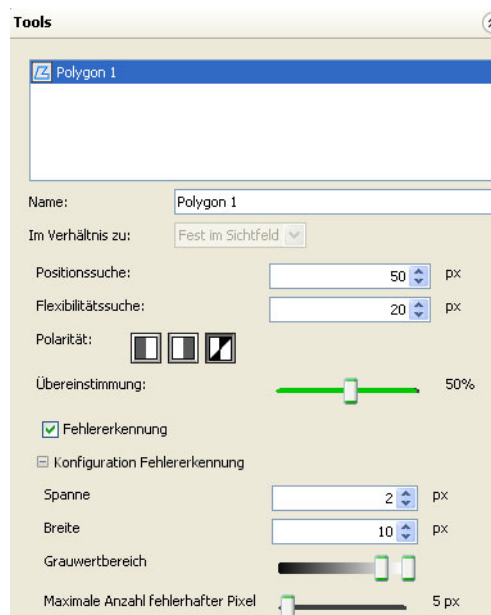 Tools
Polygon 1
Name: Polygon 1
Im Verhältnis zu: Fest im Sichtfeld
Positionssuche: 50 px
Flexibilitätssuche: 20 px
Polarität:
Übereinstimmung: 50%
Fehlererkennung
Konfiguration Fehlererkennung
Spanne 2 px
Breite 10 px
Grauwertbereich
Maximale Anzahl fehlerhafter Pixel 5 px